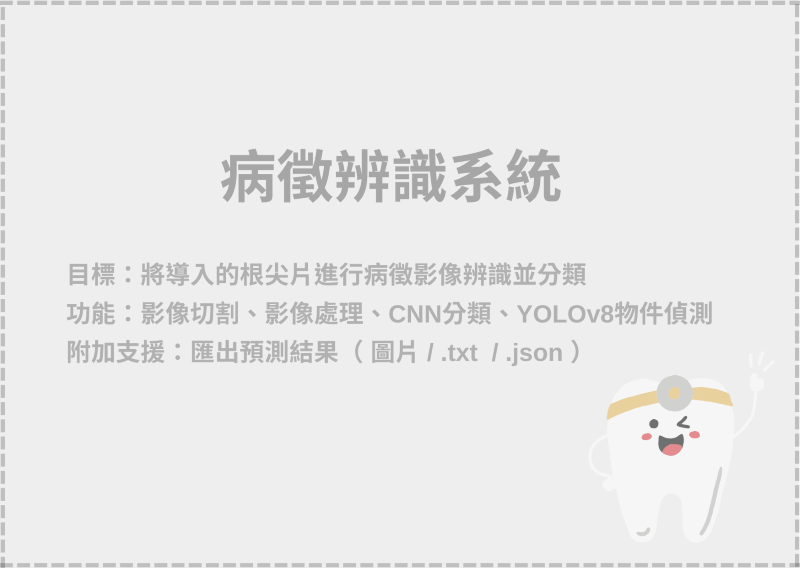 病徵辨識系統
目標：將導入的根尖片進行病徵影像辨識並分類
功能：影像切割、影像處理、CNN分類、YOLOv8物件偵測
附加支援：匯出預測結果（ 圖片 / .txt  / .json ）